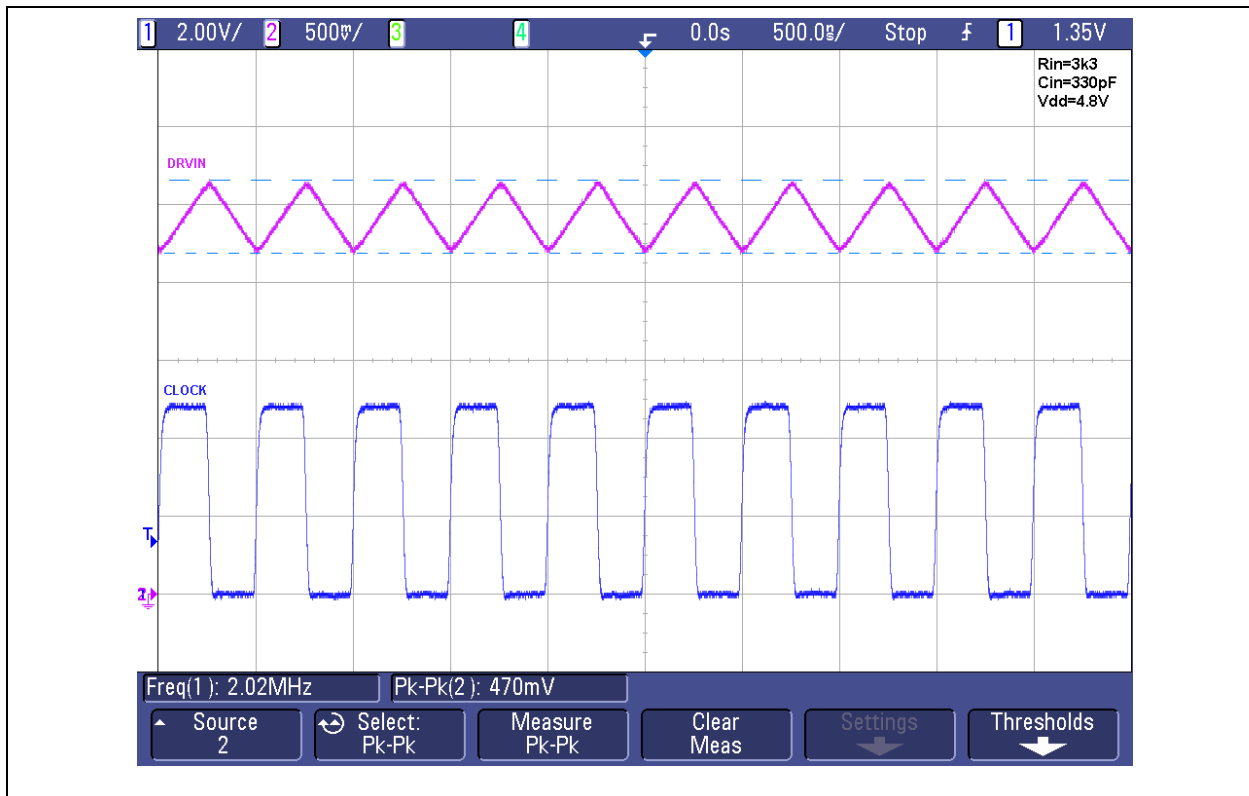 1 2.00V/ 2 500mV/ 3 4 0.0s 500.0ns/ Stop 1 1.35V
Rin=3k3
Cin=330pF
Vdd=4.8V
DRVIN
CLOCK
T
2
Freq(1): 2.02MHz Pk-Pk(2): 470mV
Source Select: Measure Clear Settings Thresholds
2 Pk-Pk Pk-Pk Meas